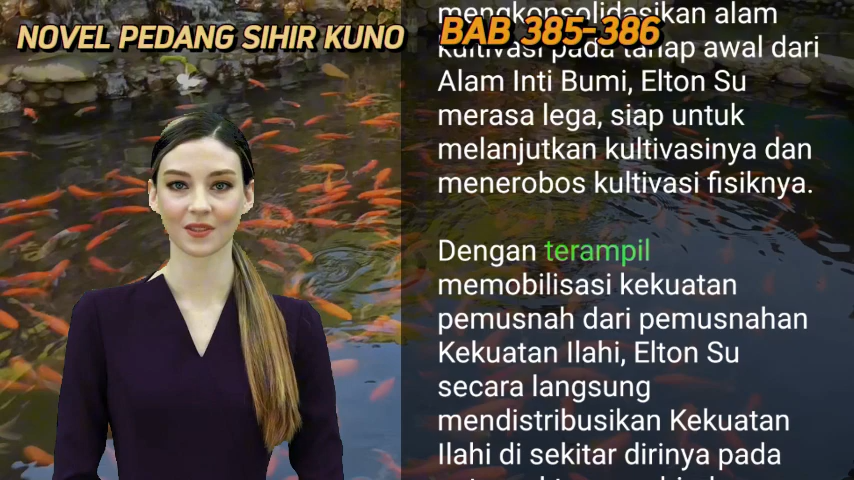 NOVEL PEDANG SIHIR KUNO
BAB 385-386
mengkonsolidasikan alam
kultivasi pada tahap awal dari
Alam Inti Bumi, Elton Su
merasa lega, siap untuk
melanjutkan kultivasinya dan
menerobos kultivasi fisiknya.
Dengan terampil
memobilisasi kekuatan
pemusnah dari pemusnahan
Kekuatan Ilahi, Elton Su
secara langsung
mendistribusikan Kekuatan
Ilahi di sekitar dirinya pada